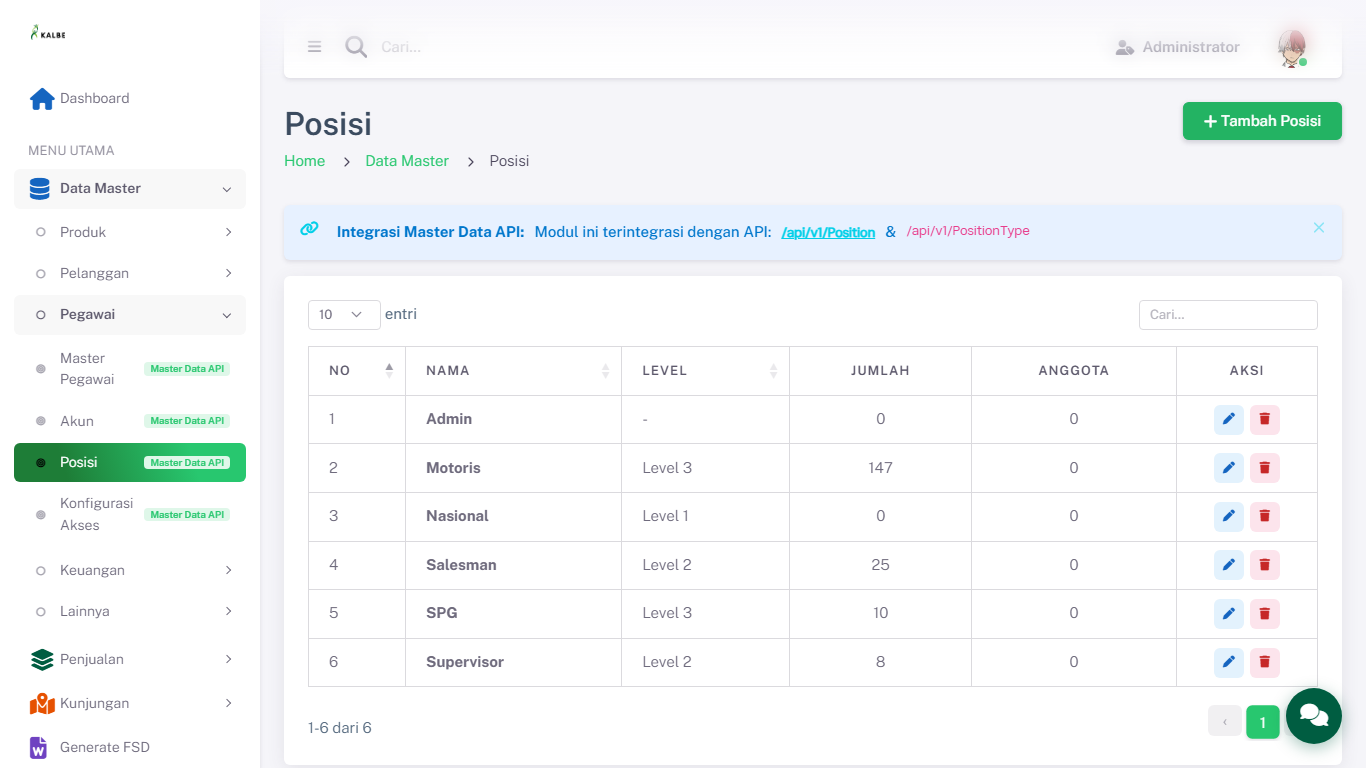 KALBE
Dashboard
MENU UTAMA
Data Master
Produk
Pelanggan
Pegawai
Master Pegawai Master Data API
Akun Master Data API
Posisi Master Data API
Konfigurasi Akses Master Data API
Keuangan
Lainnya
Penjualan
Kunjungan
Generate FSD
Cari...
Administrator
Posisi
Tambah Posisi
Home Data Master Posisi
Integrasi Master Data API: Modul ini terintegrasi dengan API: /api/v1/Position & /api/v1/PositionType
10 entri
Cari...
NO NAMA LEVEL JUMLAH ANGGOTA AKSI
1 Admin - 0 0
2 Motoris Level 3 147 0
3 Nasional Level 1 0 0
4 Salesman Level 2 25 0
5 SPG Level 3 10 0
6 Supervisor Level 2 8 0
1-6 dari 6
‹ 1